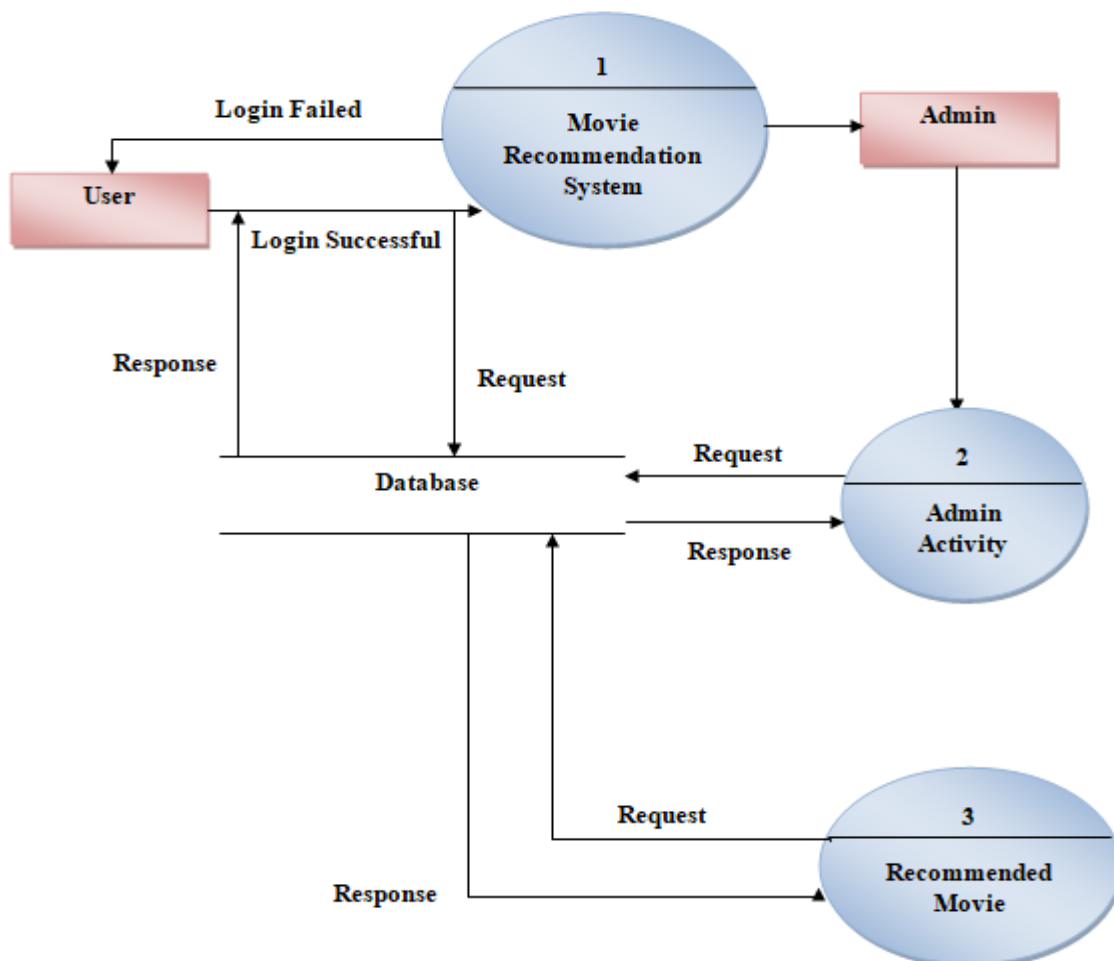 1
Login Failed
Movie
Recommendation
System
Admin
User
Login Successful
Response
Request
Database
Request
2
Admin
Activity
Response
Request
3
Recommended
Movie
Response